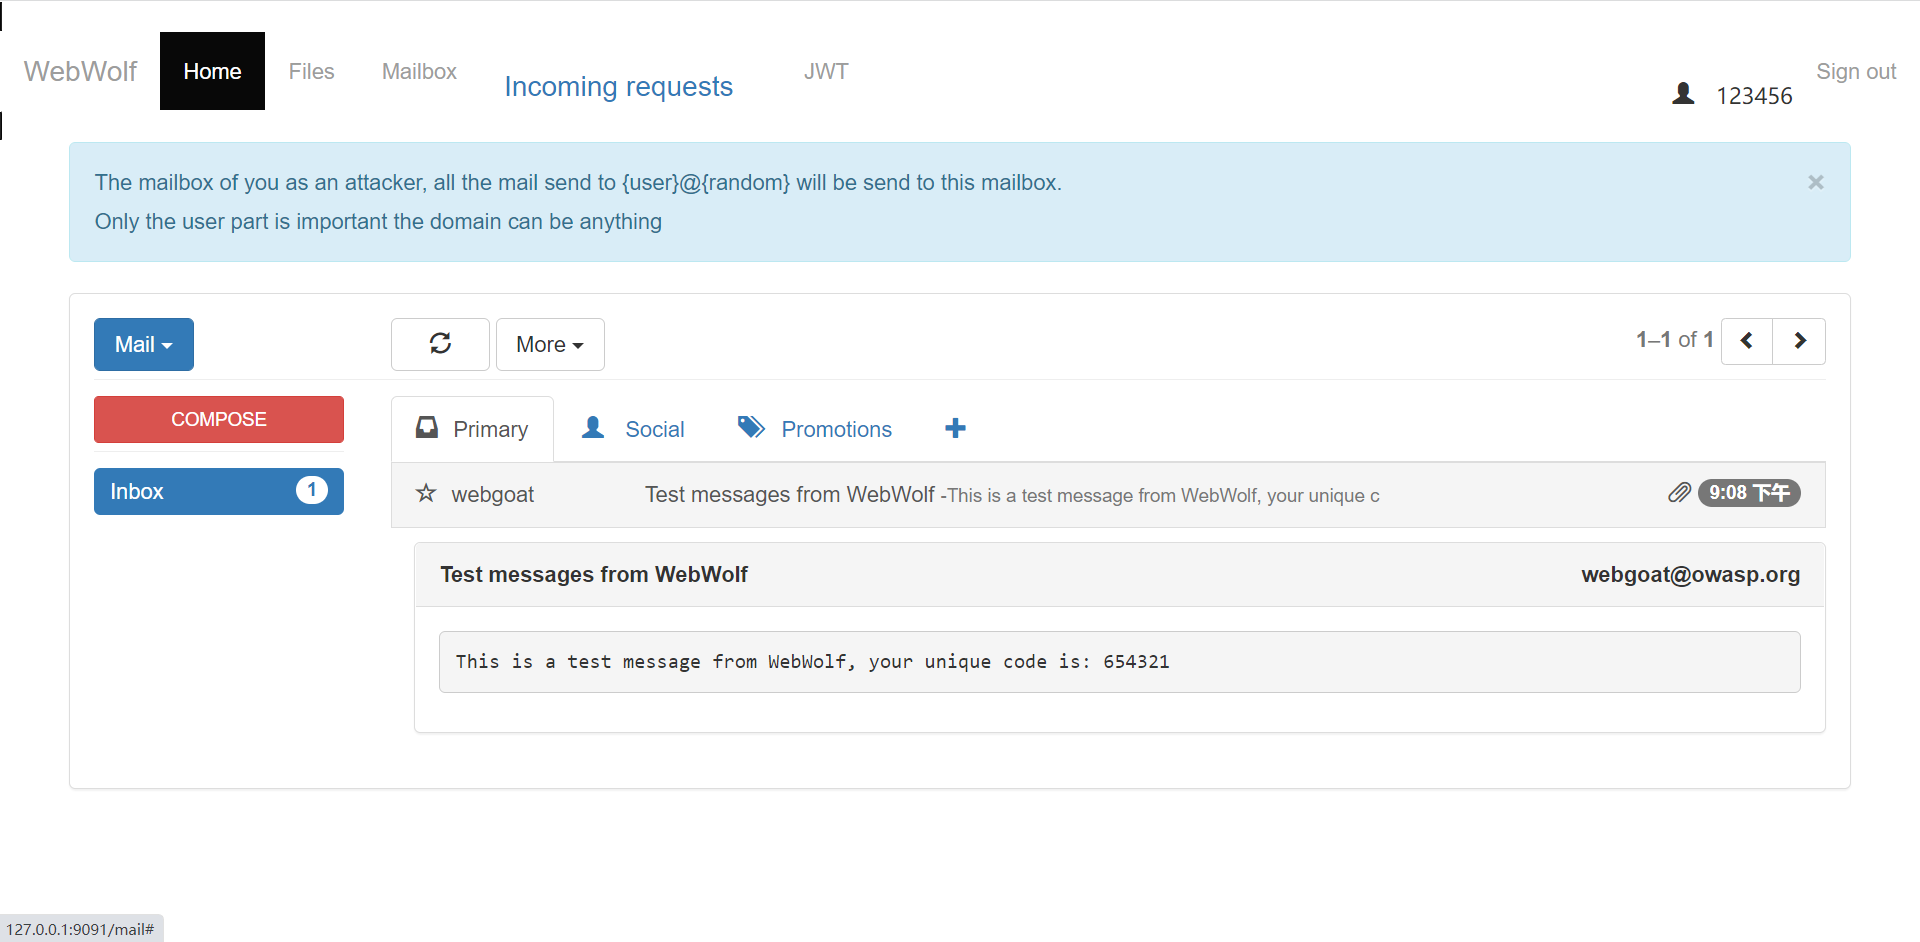 WebWolf Home Files Mailbox Incoming requests JWT 123456 Sign out
The mailbox of you as an attacker, all the mail send to {user}@{random} will be send to this mailbox. ×
Only the user part is important the domain can be anything
Mail More 1–1 of 1
COMPOSE
Primary Social Promotions
Inbox 1
webgoat Test messages from WebWolf -This is a test message from WebWolf, your unique c 9:08 下午
Test messages from WebWolf webgoat@owasp.org
This is a test message from WebWolf, your unique code is: 654321
127.0.0.1:9091/mail#